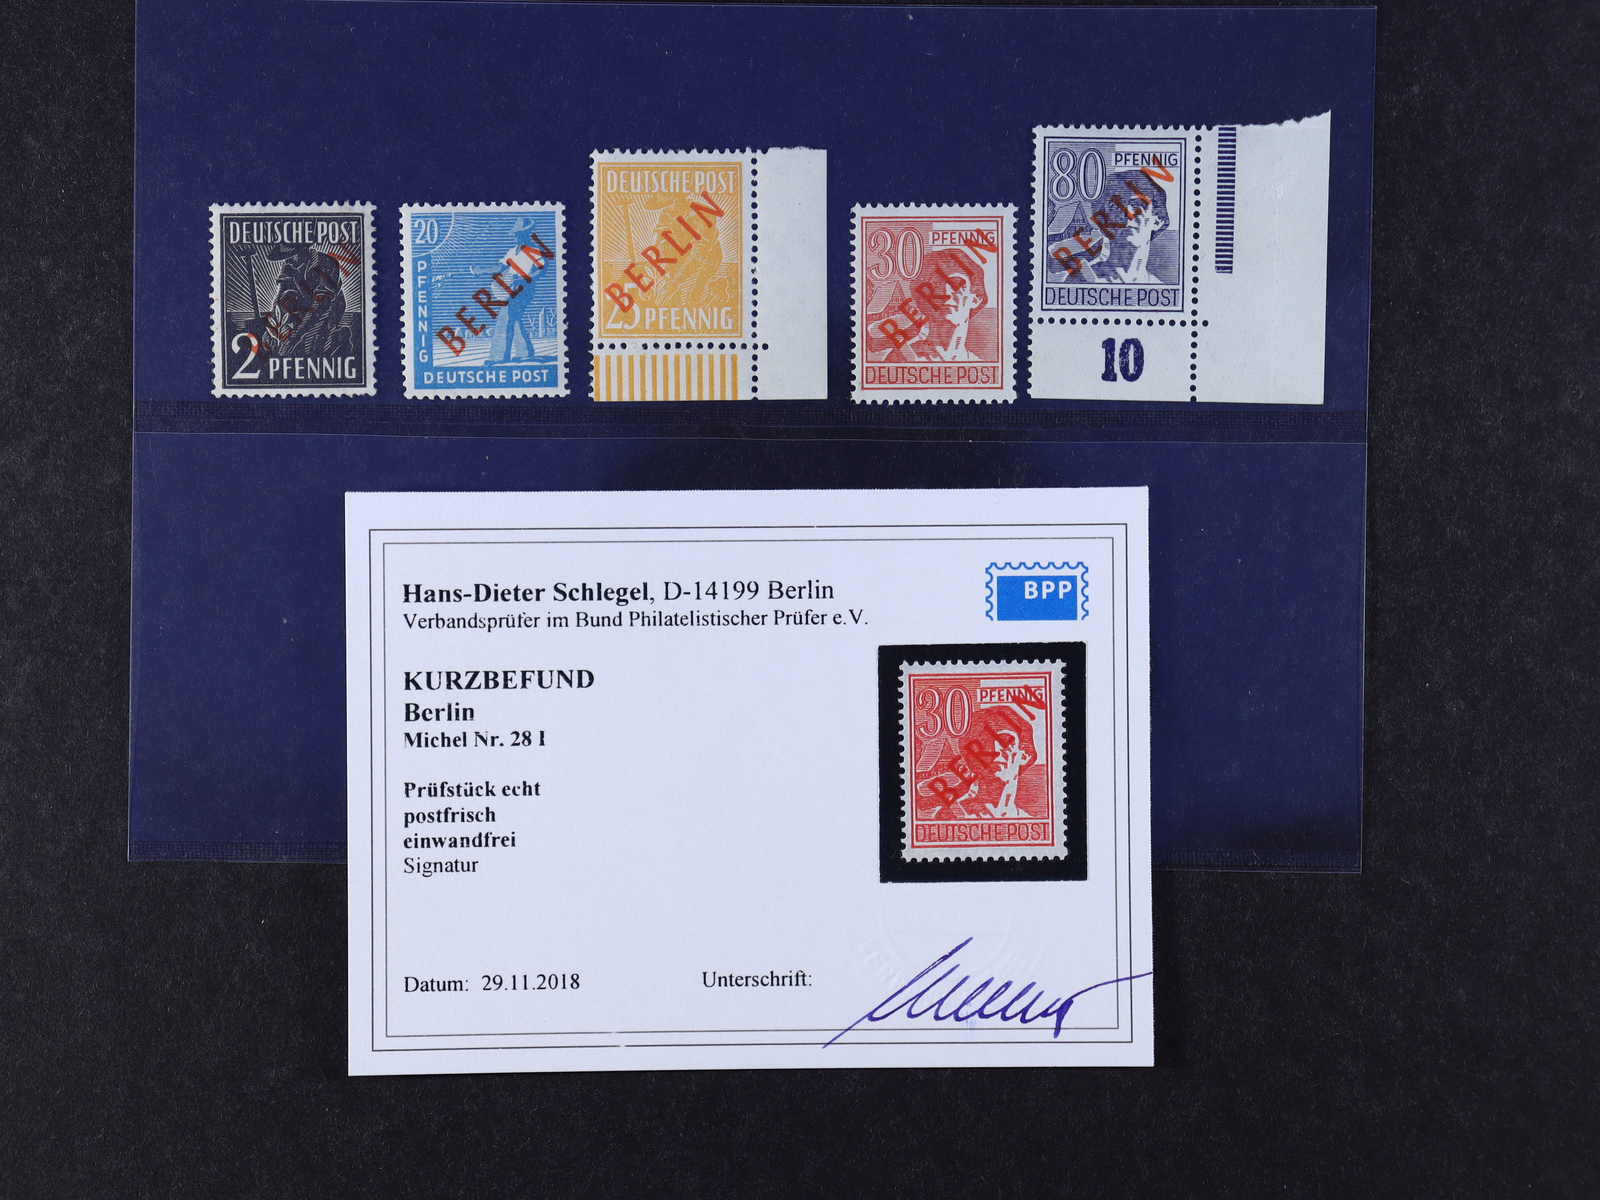 DEUTSCHE POST
BERLIN
2 PFENNIG
20
PFENNIG
BERLIN
DEUTSCHE POST
DEUTSCHE POST
BERLIN
25 PFENNIG
30 PFENNIG
BERLIN
DEUTSCHE POST
80 PFENNIG
BERLIN
DEUTSCHE POST
10
Hans-Dieter Schlegel, D-14199 Berlin
Verbandsprüfer im Bund Philatelistischer Prüfer e.V.
BPP
KURZBEFUND
Berlin
Michel Nr. 28 I
Prüfstück echt
postfrisch
einwandfrei
Signatur
30 PFENNIG
BERLIN
DEUTSCHE POST
Datum: 29.11.2018
Unterschrift: